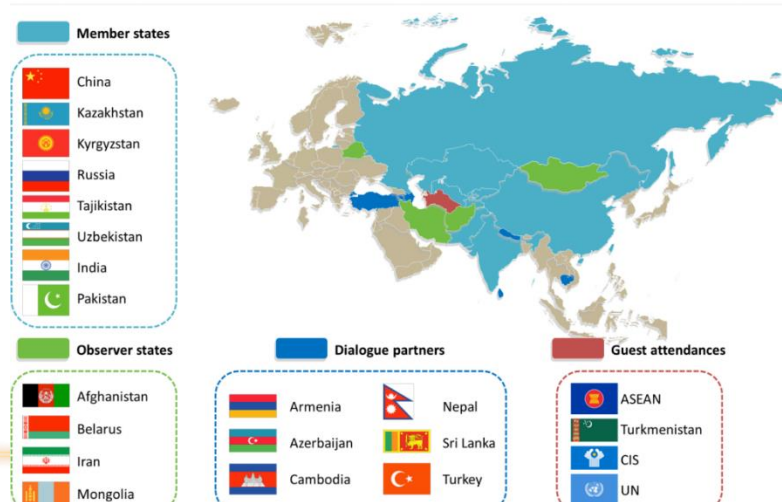 Member states
China
Kazakhstan
Kyrgyzstan
Russia
Tajikistan
Uzbekistan
India
Pakistan
Observer states
Afghanistan
Belarus
Iran
Mongolia
Dialogue partners
Armenia
Azerbaijan
Cambodia
Nepal
Sri Lanka
Turkey
Guest attendances
ASEAN
Turkmenistan
CIS
UN